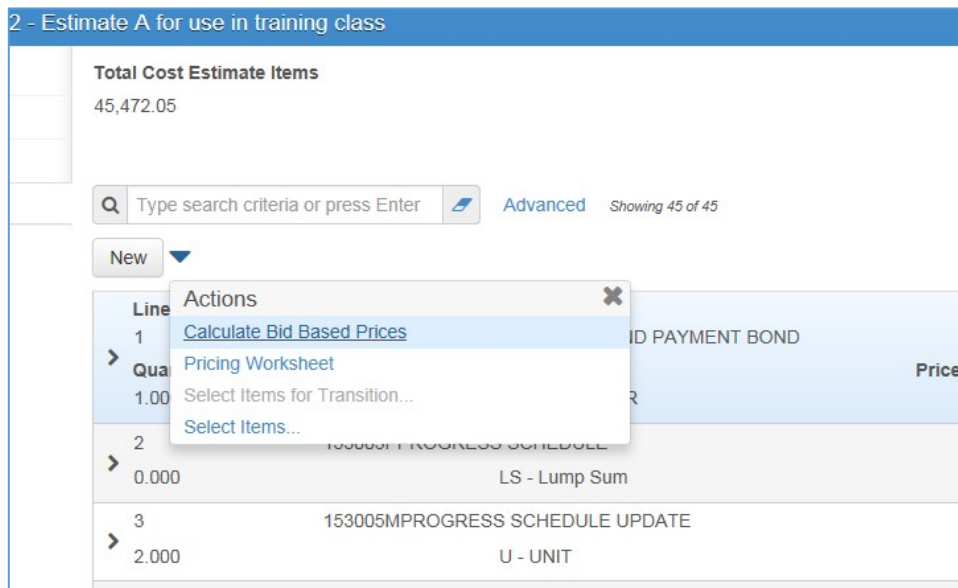 2 - Estimate A for use in training class
Total Cost Estimate Items
45,472.05
Type search criteria or press Enter Advanced Showing 45 of 45
New
Actions
Line
Calculate Bid Based Prices
1 PAYMENT BOND
Pricing Worksheet
Price
Select Items for Transition...
1.00
Select Items...
2 PROGRESS SCHEDULE
0.000 LS - Lump Sum
3 153005MPROGRESS SCHEDULE UPDATE
2.000 U - UNIT